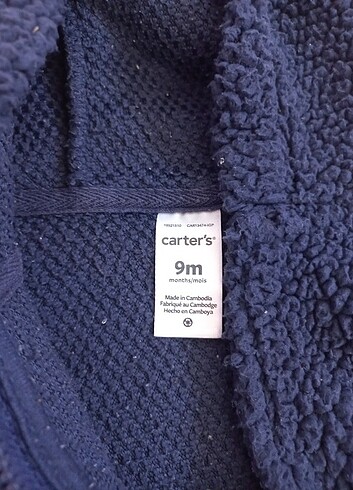 carter's®
9m
months/mois
Made in Cambodia
Fabriqué au Cambodge
Hecho en Camboya